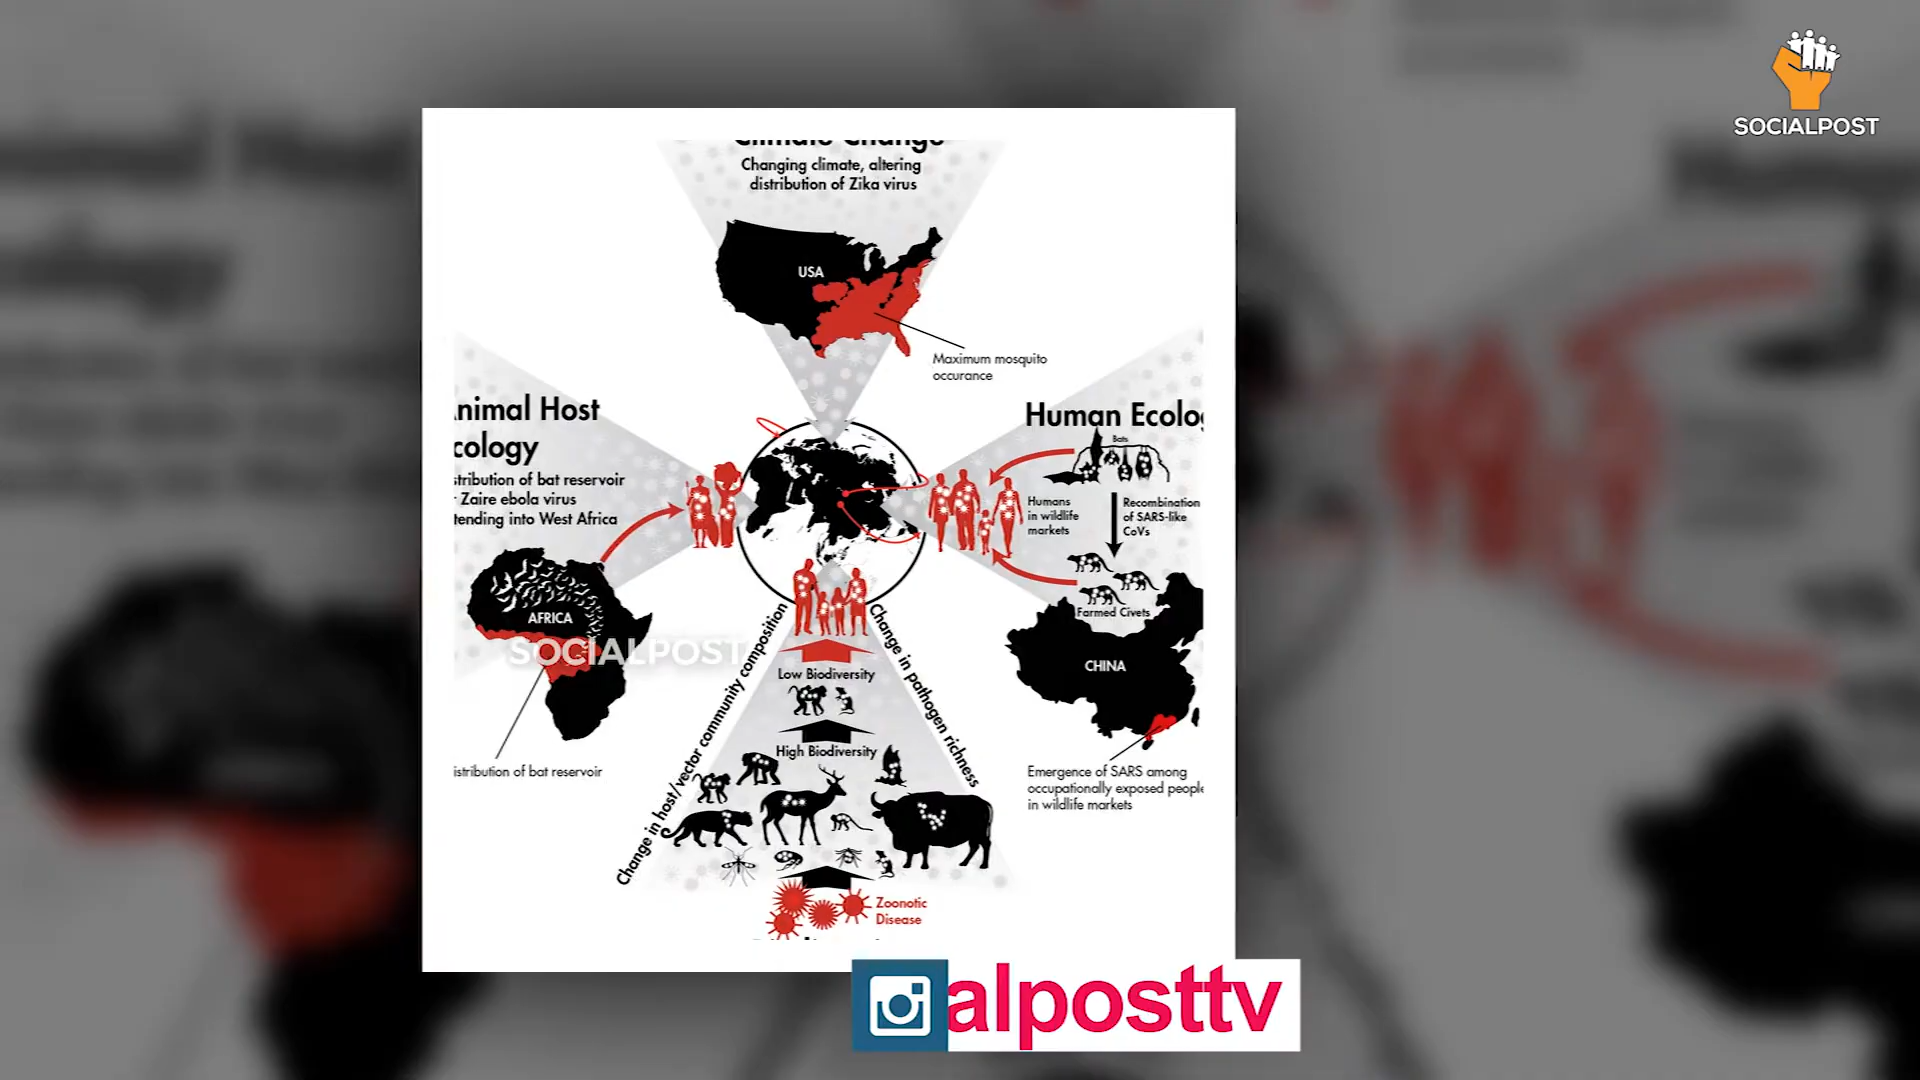 SOCIALPOST
Climate Change
Changing climate, altering
distribution of Zika virus
USA
Maximum mosquito
occurance
nimal Host
cology
stribution of bat reservoir
Zaire ebola virus
tending into West Africa
AFRICA
SOCIALPOST
istribution of bat reservoir
Human Ecolo
Bats
Humans
in wildlife
markets
Recombination
of SARS-like
CoVs
Farmed Civets
CHINA
Emergence of SARS among
occupationally exposed people
in wildlife markets
Change in host/vector community composition
Change in pathogen richness
Low Biodiversity
High Biodiversity
Zoonotic
Disease
alposttv